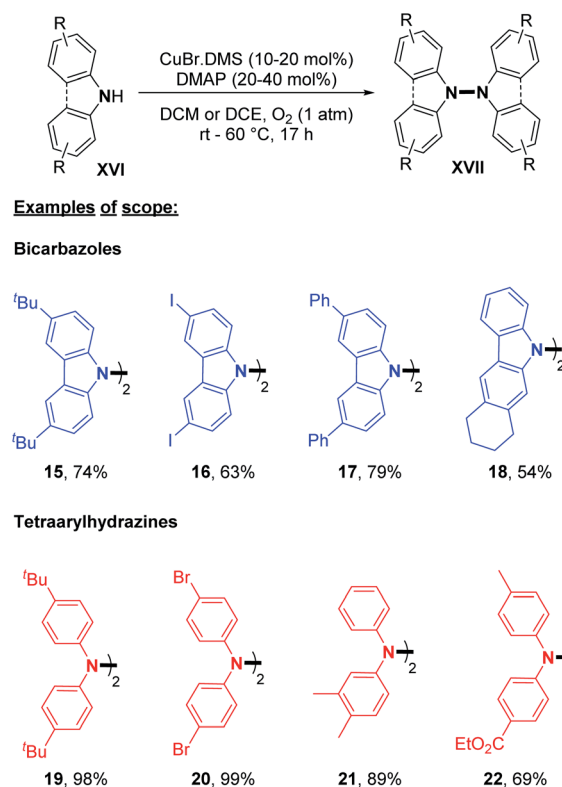 R
R
NH
XVI
CuBr.DMS (10-20 mol%)
DMAP (20-40 mol%)
DCM or DCE, O2 (1 atm)
rt - 60 °C, 17 h
R
R
N
N
R
R
XVII
Examples of scope:
Bicarbazoles
tBu
N
)2
tBu
15, 74%
I
N
)2
I
16, 63%
Ph
N
)2
Ph
17, 79%
N
)2
18, 54%
Tetraarylhydrazines
tBu
N
)2
tBu
19, 98%
Br
N
)2
Br
20, 99%
N
)2
21, 89%
N
EtO2C
22, 69%